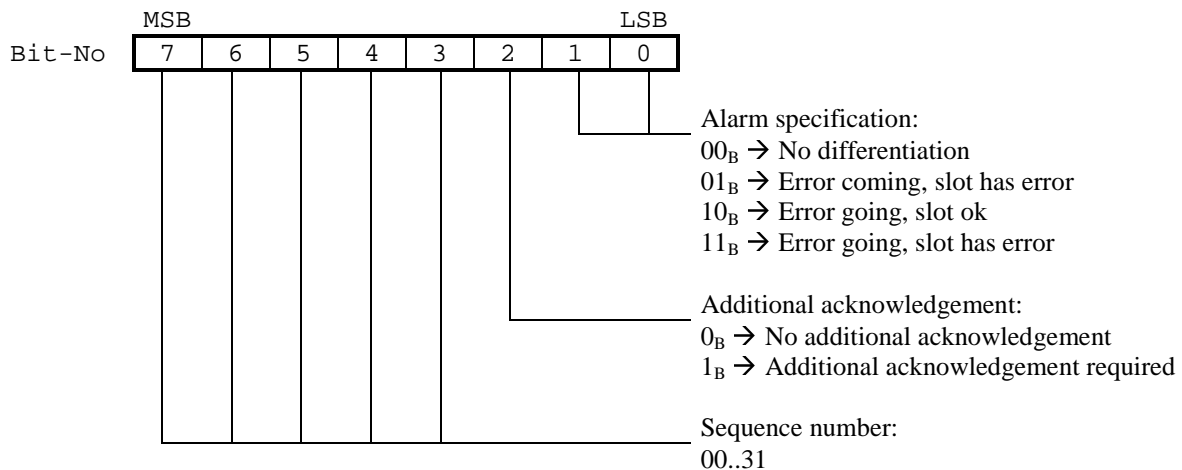 MSB LSB
Bit-No 7 6 5 4 3 2 1 0
Alarm specification:
00B → No differentiation
01B → Error coming, slot has error
10B → Error going, slot ok
11B → Error going, slot has error
Additional acknowledgement:
0B → No additional acknowledgement
1B → Additional acknowledgement required
Sequence number:
00..31